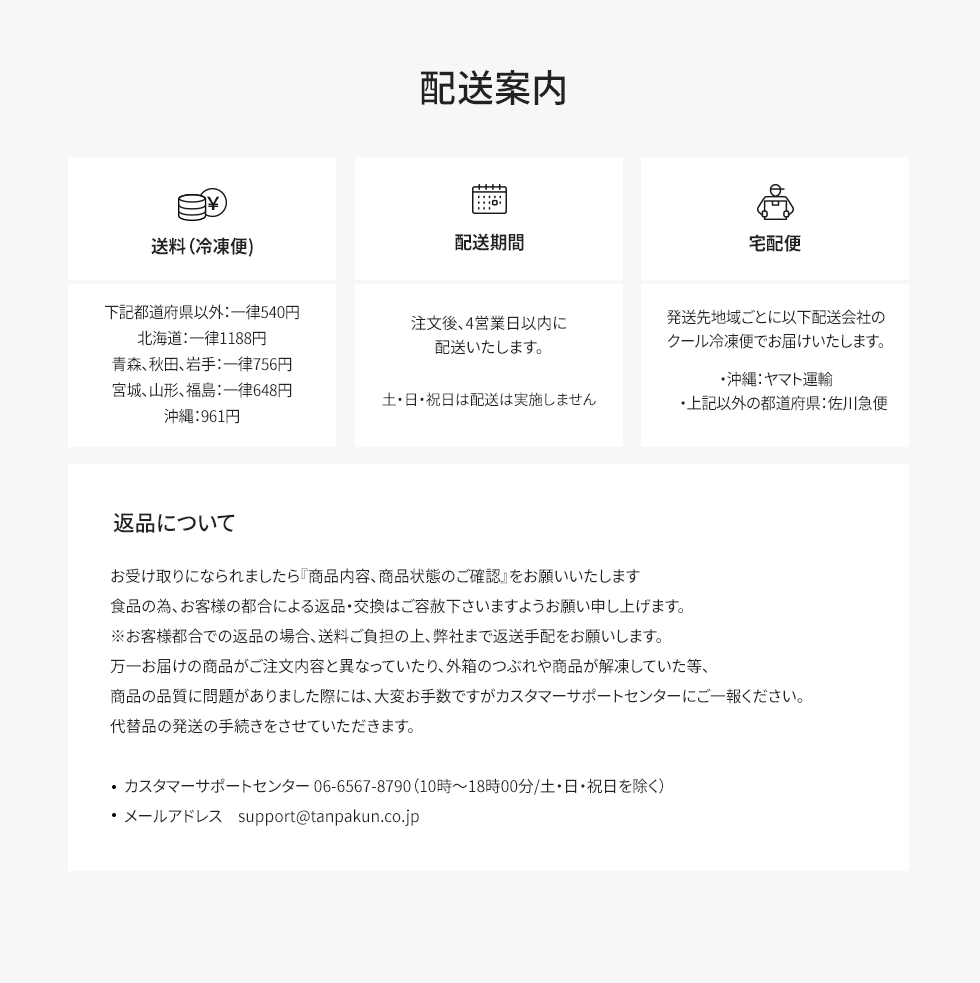 配送案内
送料（冷凍便）
下記都道府県以外：一律540円
北海道：一律1188円
青森、秋田、岩手：一律756円
宮城、山形、福島：一律648円
沖縄：961円
配送期間
注文後、4営業日以内に
配送いたします。
土・日・祝日は配送は実施しません
宅配便
発送先地域ごとに以下配送会社の
クール冷凍便でお届けいたします。
・沖縄：ヤマト運輸
・上記以外の都道府県：佐川急便
返品について
お受け取りになられましたら『商品内容、商品状態のご確認』をお願いいたします
食品の為、お客様の都合による返品・交換はご容赦下さいますようお願い申し上げます。
※お客様都合での返品の場合、送料ご負担の上、弊社まで返送手配をお願いします。
万一お届けの商品がご注文内容と異なっていたり、外箱のつぶれや商品が解凍していた等、
商品の品質に問題がありました際には、大変お手数ですがカスタマーサポートセンターにご一報ください。
代替品の発送の手続きをさせていただきます。
• カスタマーサポートセンター 06-6567-8790（10時〜18時00分/土・日・祝日を除く）
• メールアドレス　support@tanpakun.co.jp